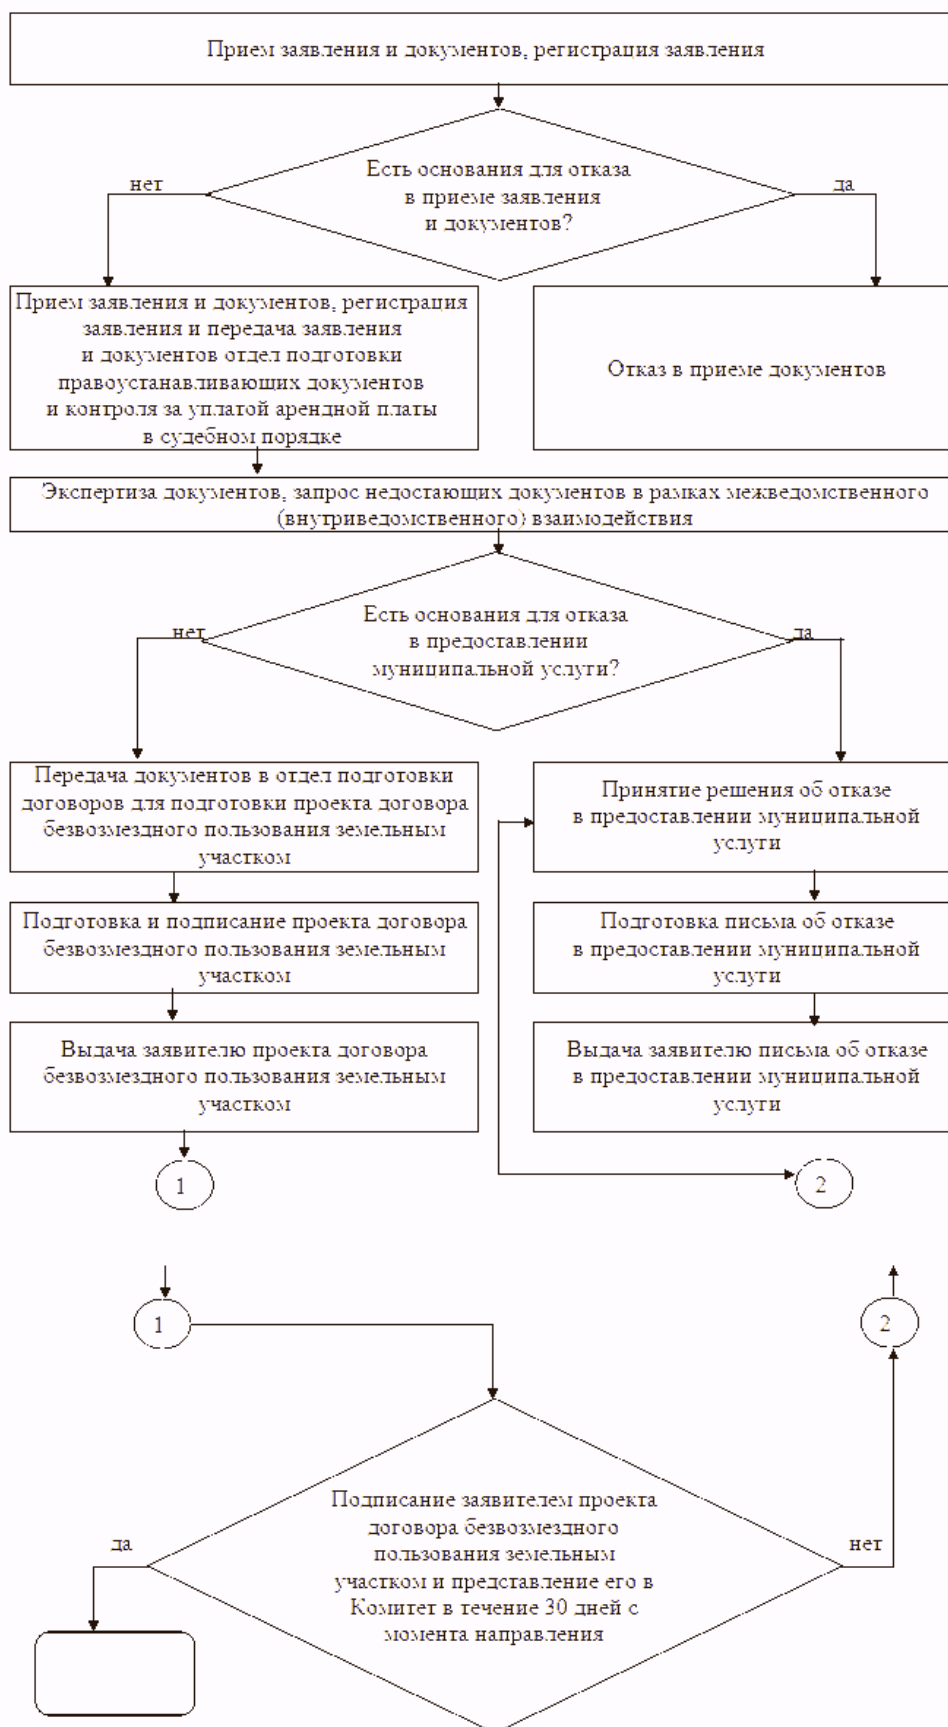 Прием заявления и документов, регистрация заявления
Есть основания для отказа
в приеме заявления
и документов?
нет
да
Прием заявления и документов, регистрация
заявления и передача заявления
и документов отдел подготовки
правоустанавливающих документов
и контроля за уплатой арендной платы
в судебном порядке
Отказ в приеме документов
Экспертиза документов, запрос недостающих документов в рамках межведомственного
(внутриведомственного) взаимодействия
Есть основания для отказа
в предоставлении
муниципальной услуги?
нет
да
Передача документов в отдел подготовки
договоров для подготовки проекта договора
безвозмездного пользования земельным
участком
Принятие решения об отказе
в предоставлении муниципальной
услуги
Подготовка и подписание проекта договора
безвозмездного пользования земельным
участком
Подготовка письма об отказе
в предоставлении муниципальной
услуги
Выдача заявителю проекта договора
безвозмездного пользования земельным
участком
Выдача заявителю письма об отказе
в предоставлении муниципальной
услуги
1
2
1
2
Подписание заявителем проекта
договора безвозмездного
пользования земельным
участком и представление его в
Комитет в течение 30 дней с
момента направления
да
нет